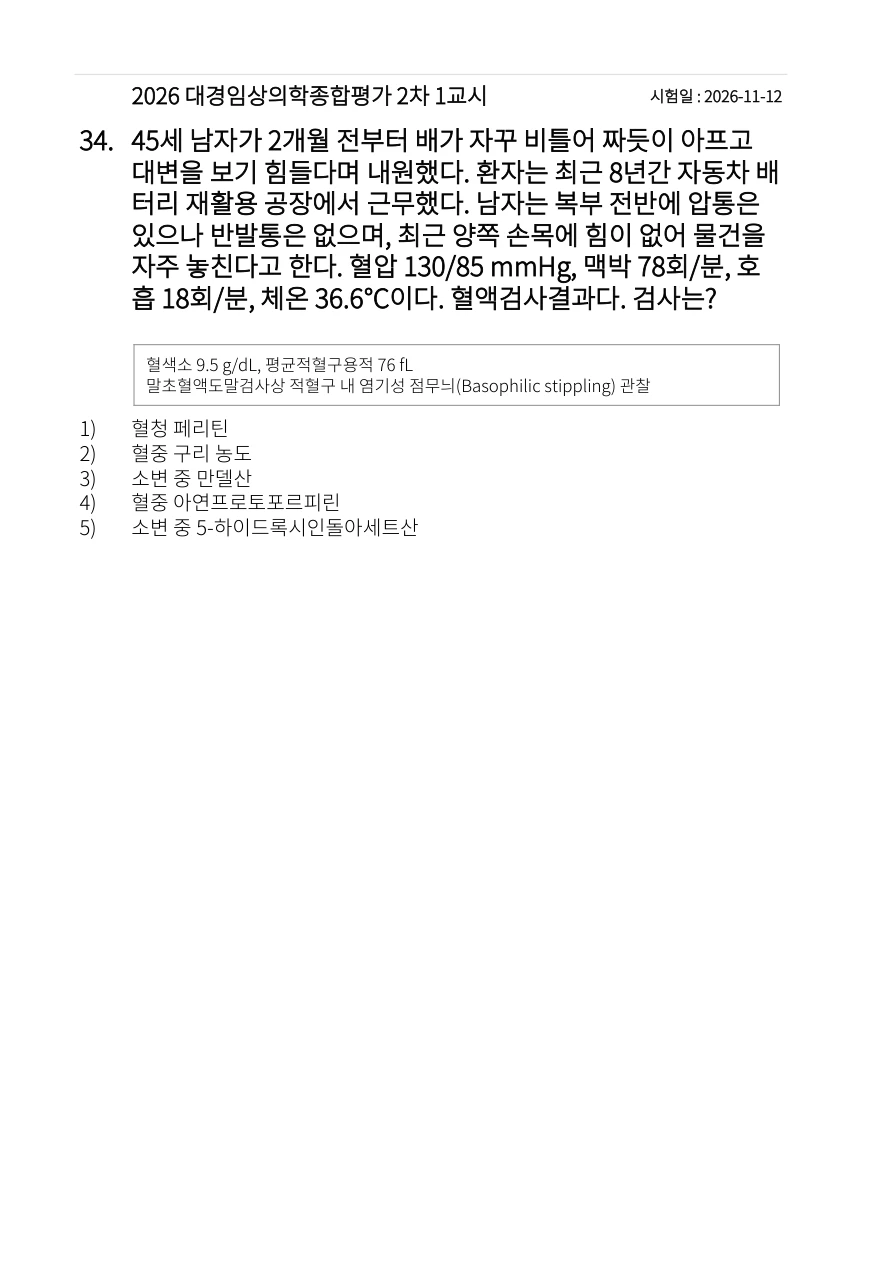 2026 대경임상의학종합평가 2차 1교시 시험일 : 2026-11-12
34. 45세 남자가 2개월 전부터 배가 자꾸 비틀어 짜듯이 아프고
대변을 보기 힘들다며 내원했다. 환자는 최근 8년간 자동차 배
터리 재활용 공장에서 근무했다. 남자는 복부 전반에 압통은
있으나 반발통은 없으며, 최근 양쪽 손목에 힘이 없어 물건을
자주 놓친다고 한다. 혈압 130/85 mmHg, 맥박 78회/분, 호
흡 18회/분, 체온 36.6℃이다. 혈액검사결과다. 검사는?
혈색소 9.5 g/dL, 평균적혈구용적 76 fL
말초혈액도말검사상 적혈구 내 염기성 점무늬(Basophilic stippling) 관찰
1) 혈청 페리틴
2) 혈중 구리 농도
3) 소변 중 만델산
4) 혈중 아연프로토포르피린
5) 소변 중 5-하이드록시인돌아세트산